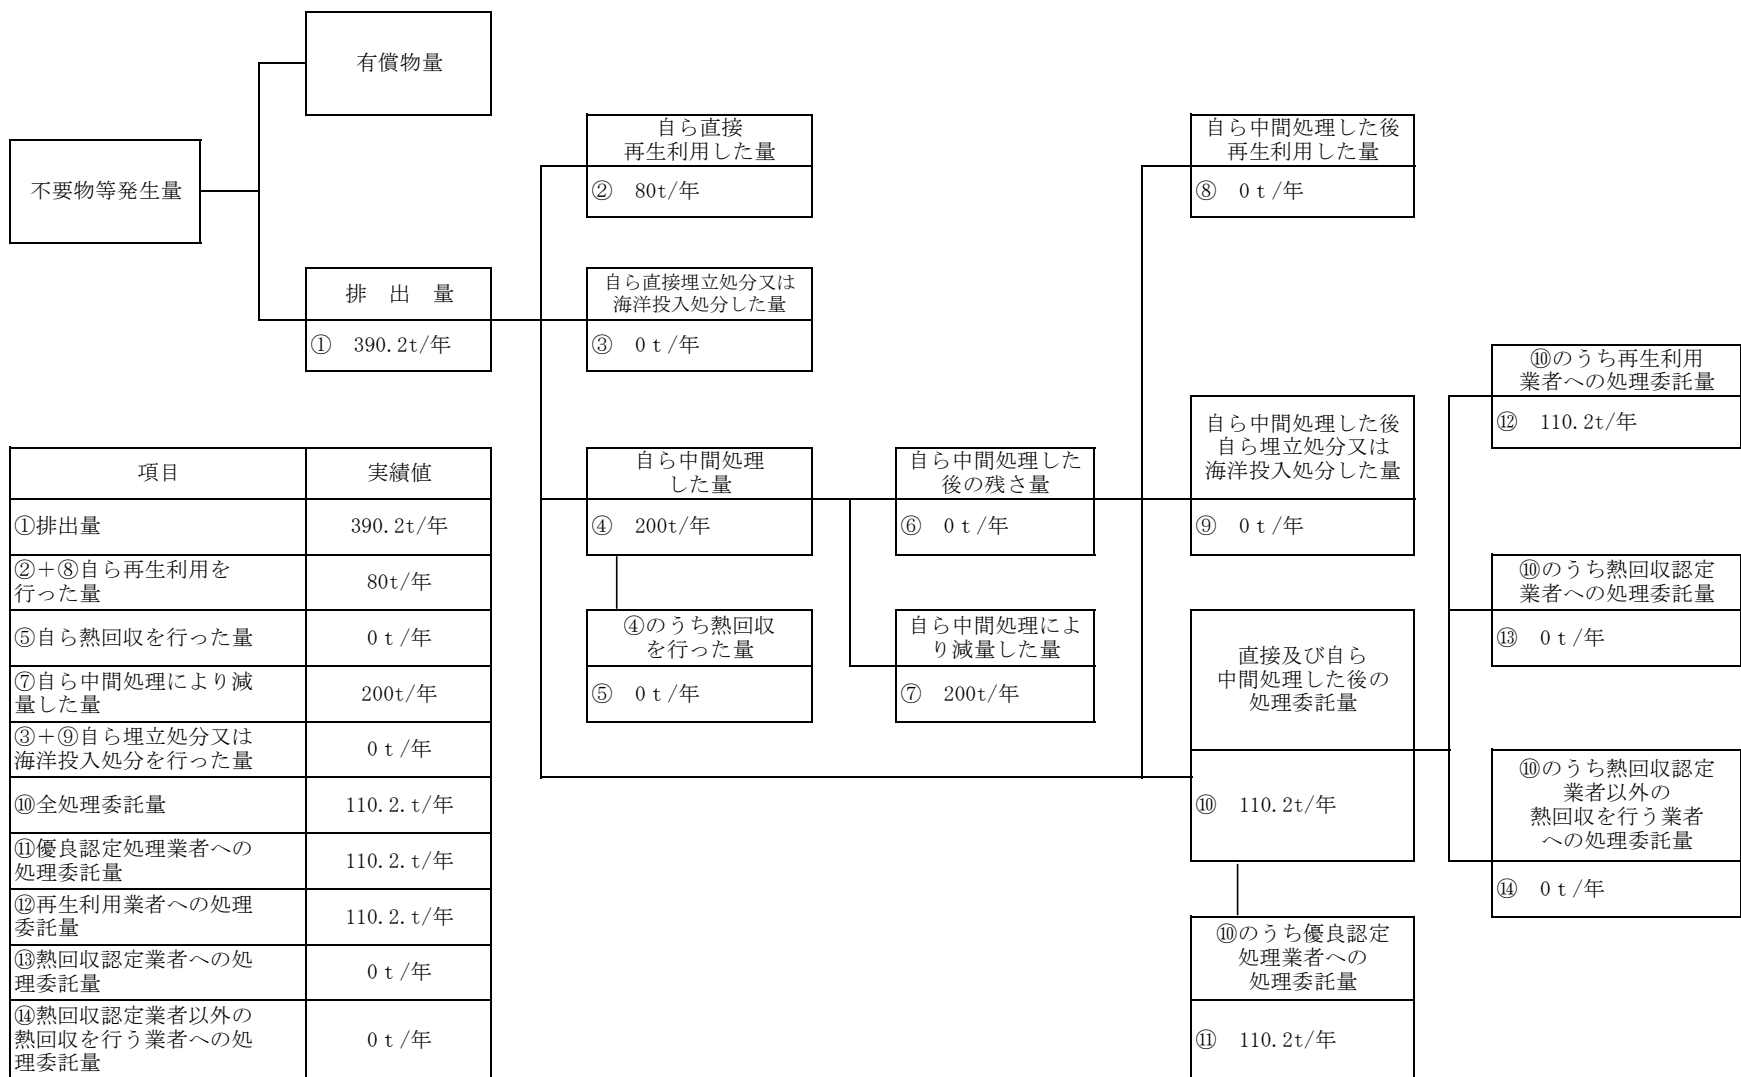 有償物量
不要物等発生量
排 出 量
① 390.2t/年
自ら直接
再生利用した量
② 80t/年
自ら直接埋立処分又は
海洋投入処分した量
③ 0 t /年
自ら中間処理
した量
④ 200t/年
④のうち熱回収
を行った量
⑤ 0 t /年
自ら中間処理した
後の残さ量
⑥ 0 t /年
自ら中間処理によ
り減量した量
⑦ 200t/年
自ら中間処理した後
再生利用した量
⑧ 0 t /年
自ら中間処理した後
自ら埋立処分又は
海洋投入処分した量
⑨ 0 t /年
直接及び自ら
中間処理した後の
処理委託量
⑩ 110.2t/年
⑩のうち優良認定
処理業者への
処理委託量
⑪ 110.2t/年
⑩のうち再生利用
業者への処理委託量
⑫ 110.2t/年
⑩のうち熱回収認定
業者への処理委託量
⑬ 0 t /年
⑩のうち熱回収認定
業者以外の
熱回収を行う業者
への処理委託量
⑭ 0 t /年
項目 実績値
①排出量 390.2t/年
②＋⑧自ら再生利用を
行った量 80t/年
⑤自ら熱回収を行った量 0 t /年
⑦自ら中間処理により減
量した量 200t/年
③＋⑨自ら埋立処分又は
海洋投入処分を行った量 0 t /年
⑩全処理委託量 110.2.t/年
⑪優良認定処理業者への
処理委託量 110.2.t/年
⑫再生利用業者への処理
委託量 110.2.t/年
⑬熱回収認定業者への処
理委託量 0 t /年
⑭熱回収認定業者以外の
熱回収を行う業者への処
理委託量 0 t /年